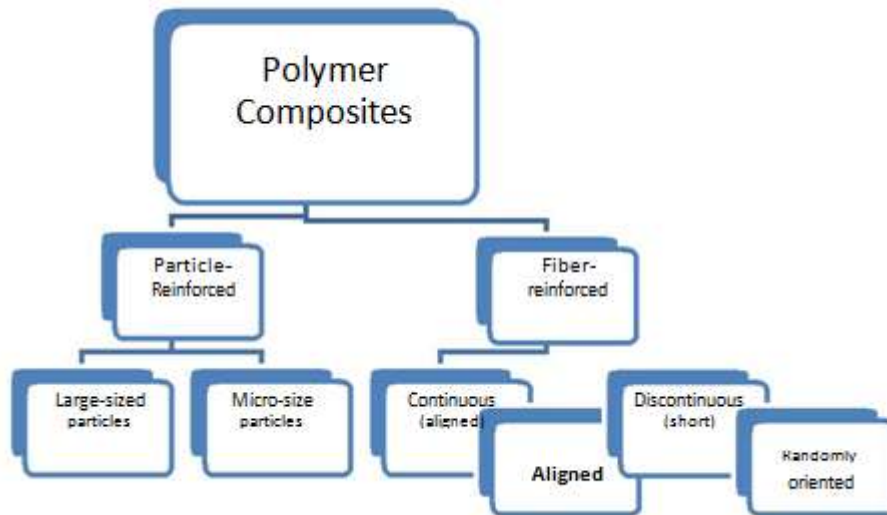 Polymer
Composites
Particle-
Reinforced
Fiber-
reinforced
Large-sized
particles
Micro-size
particles
Continuous
(aligned)
Aligned
Discontinuous
(short)
Randomly
oriented